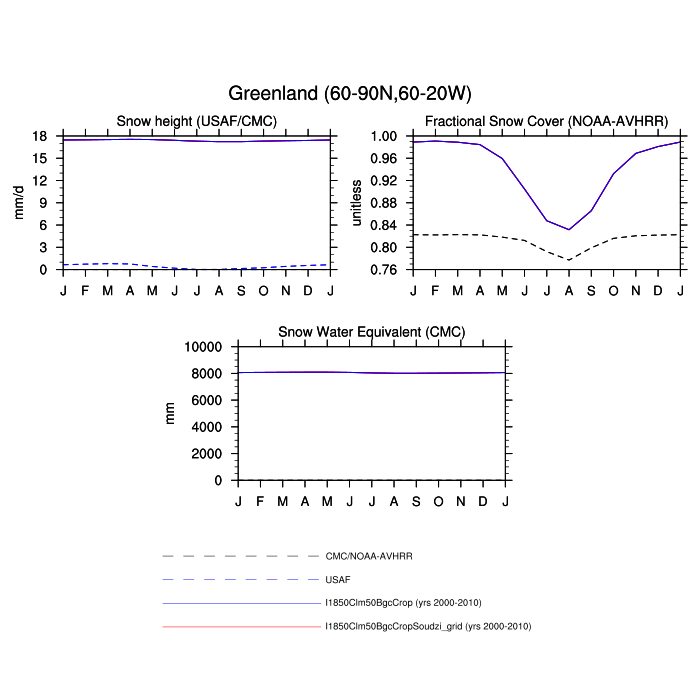 Greenland (60-90N,60-20W)
Snow height (USAF/CMC)
mm/d
18
15
12
9
6
3
0
J F M A M J J A S O N D J
Fractional Snow Cover (NOAA-AVHRR)
unitless
1.00
0.96
0.92
0.88
0.84
0.80
0.76
J F M A M J J A S O N D J
Snow Water Equivalent (CMC)
mm
10000
8000
6000
4000
2000
0
J F M A M J J A S O N D J
CMC/NOAA-AVHRR
USAF
I1850Clm50BgcCrop (yrs 2000-2010)
I1850Clm50BgcCropSoudzi_grid (yrs 2000-2010)